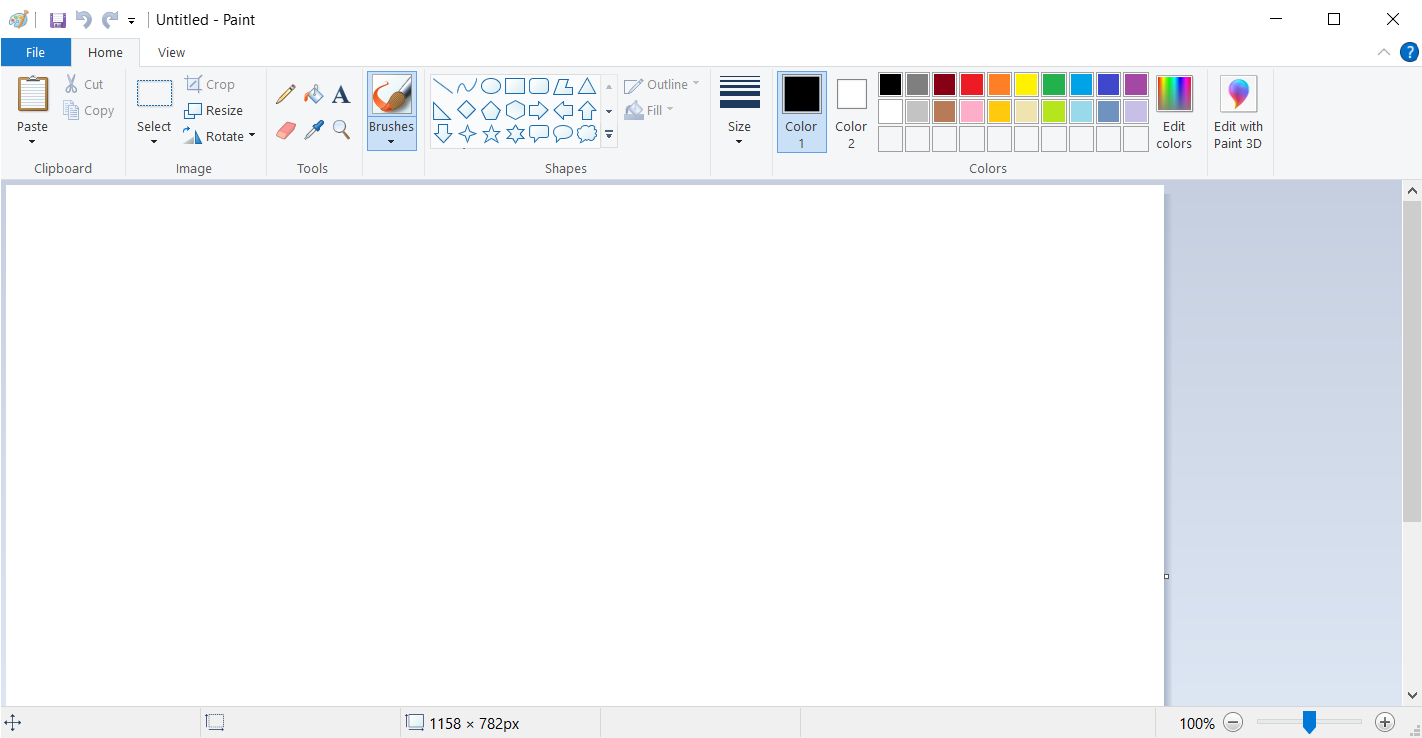 Untitled - Paint
File Home View
Paste
Cut
Copy
Clipboard
Select
Crop
Resize
Rotate
Image
A
Tools
Brushes
Shapes
Outline
Fill
Size
Color 1
Color 2
Edit colors
Colors
Edit with Paint 3D
?
1158 × 782px
100%